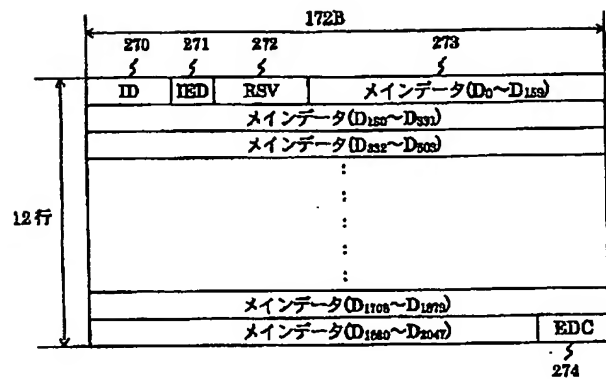 172B
270 271 272 273
ID IED RSV メインデータ(D₀～D₁₅₉)
メインデータ(D₁₆₀～D₃₃₁)
メインデータ(D₃₃₂～D₅₀₃)
12行
メインデータ(D₁₇₀₈～D₁₈₇₉)
メインデータ(D₁₈₈₀～D₂₀₄₇) EDC
274